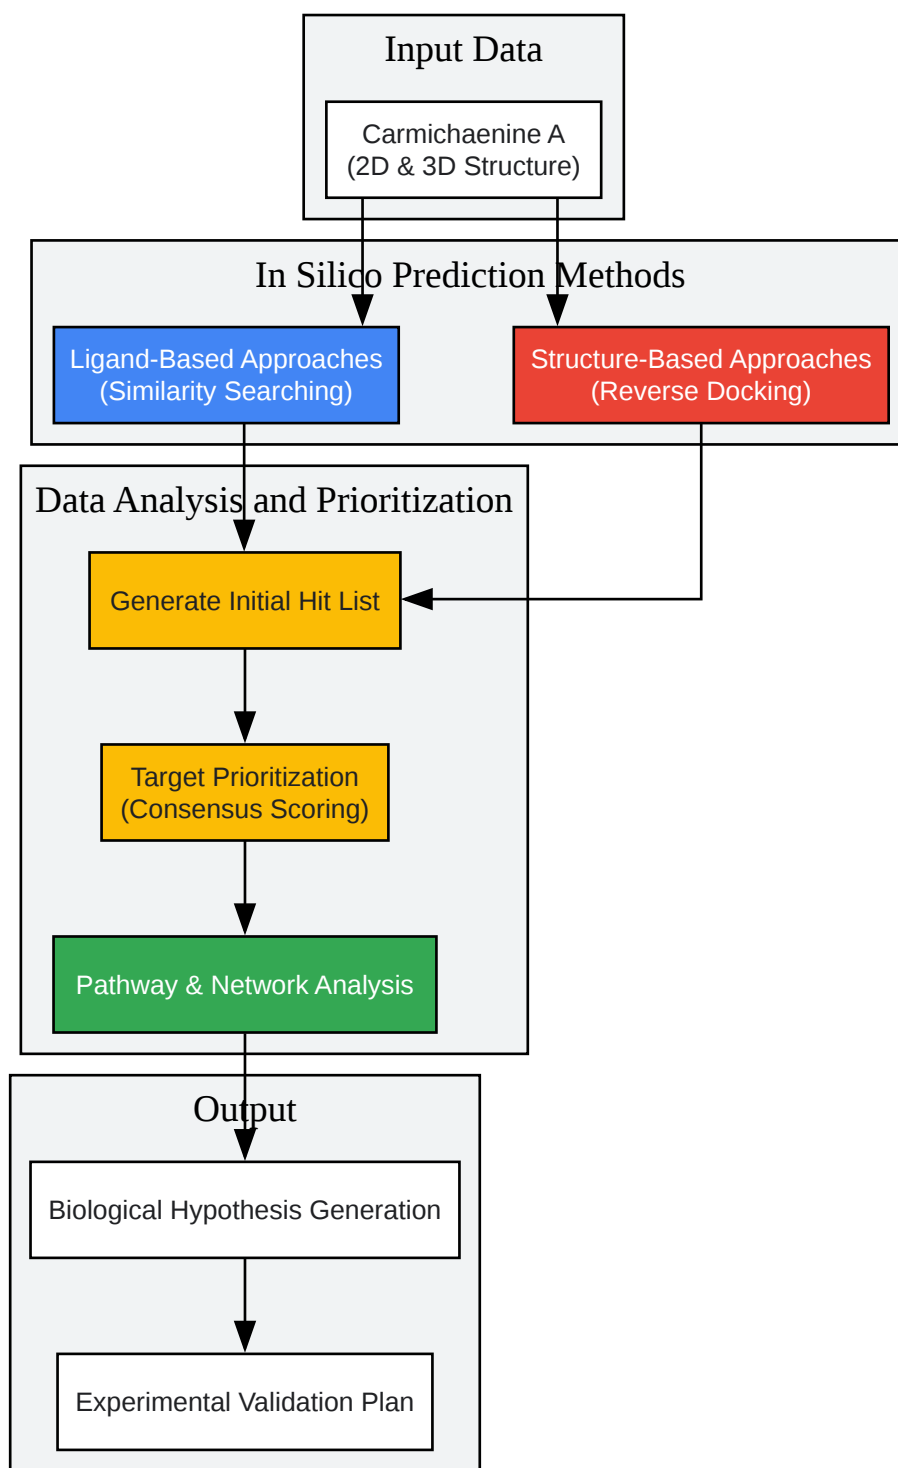 Input Data
Carmichaenine A
(2D & 3D Structure)
In Silico Prediction Methods
Ligand-Based Approaches
(Similarity Searching)
Structure-Based Approaches
(Reverse Docking)
Data Analysis and Prioritization
Generate Initial Hit List
Target Prioritization
(Consensus Scoring)
Pathway & Network Analysis
Output
Biological Hypothesis Generation
Experimental Validation Plan